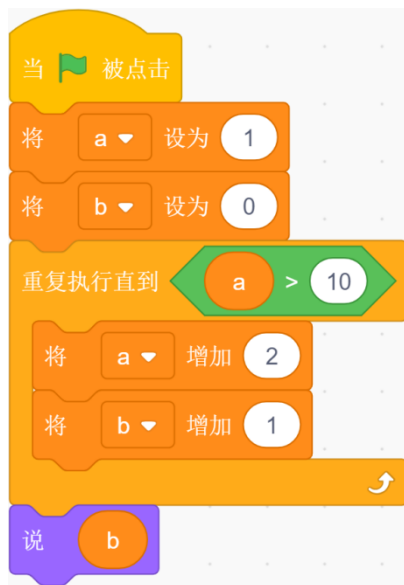 当 被点击
将 a 设为 1
将 b 设为 0
重复执行直到 a > 10
将 a 增加 2
将 b 增加 1
说 b